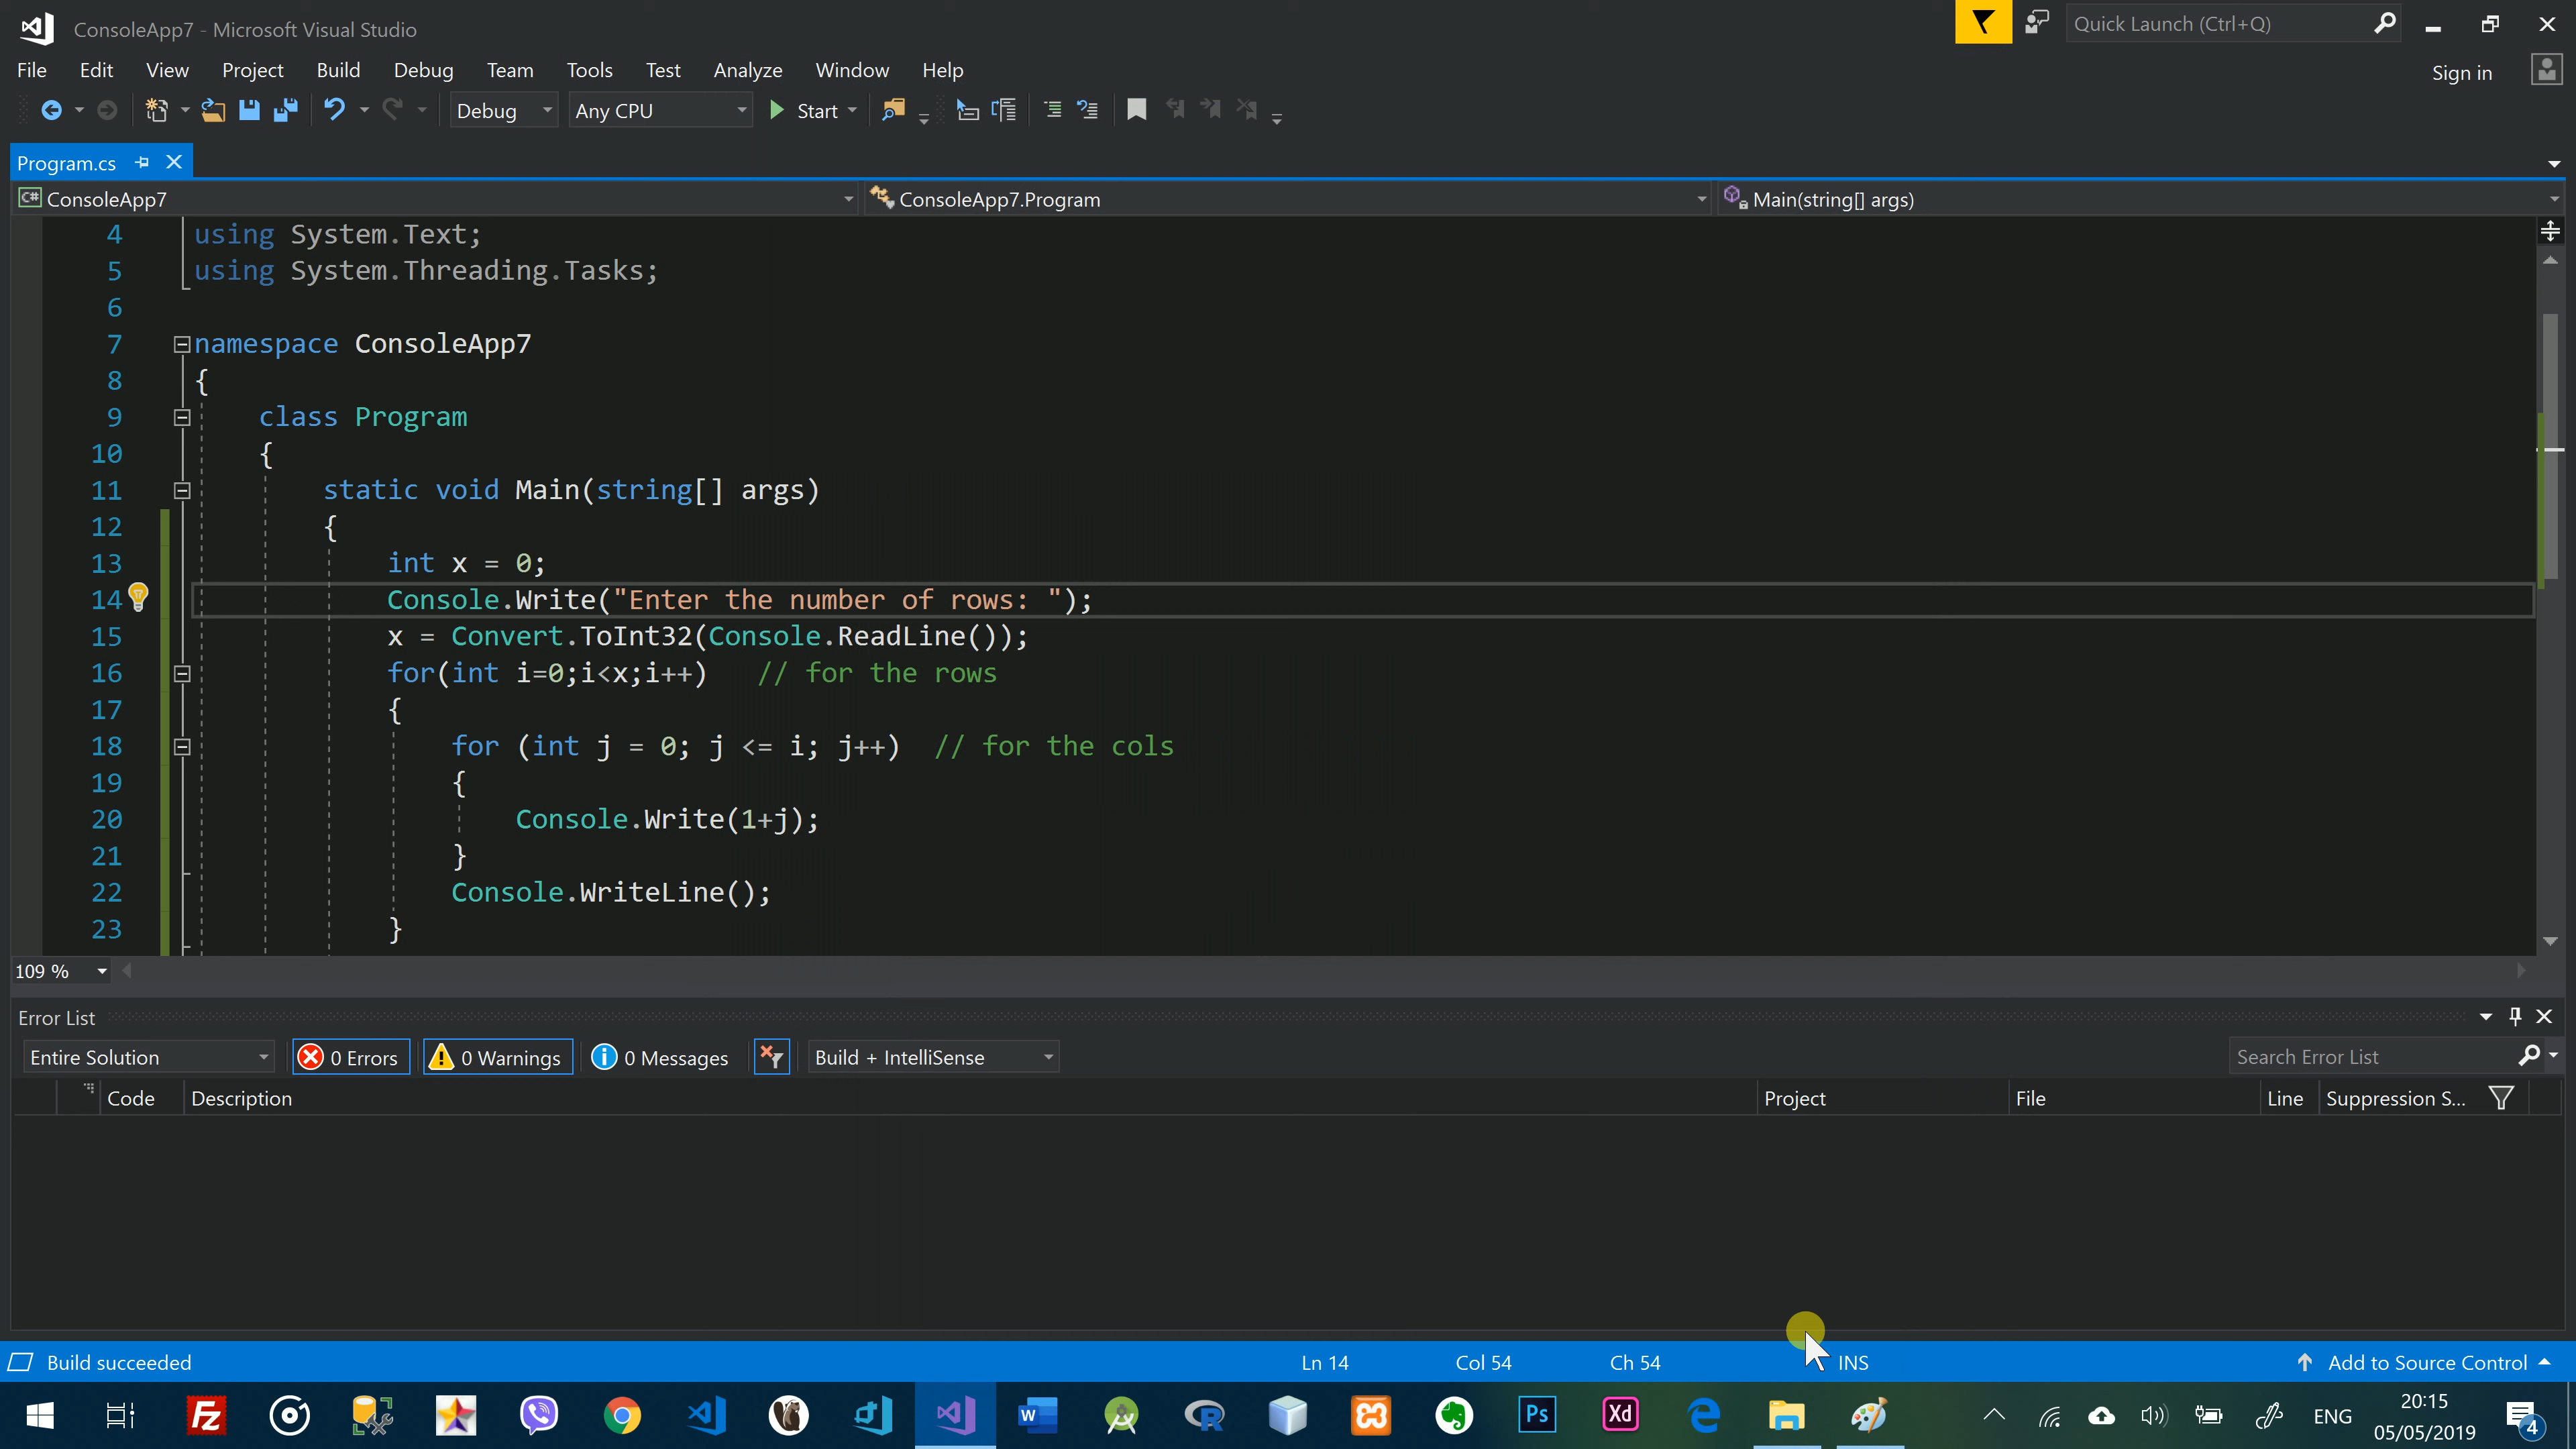 ConsoleApp7 - Microsoft Visual Studio
Quick Launch (Ctrl+Q)
File Edit View Project Build Debug Team Tools Test Analyze Window Help
Sign in
Debug Any CPU Start
Program.cs
C# ConsoleApp7 ConsoleApp7.Program Main(string[] args)
4 using System.Text;
5 using System.Threading.Tasks;
6
7 namespace ConsoleApp7
8 {
9 class Program
10 {
11 static void Main(string[] args)
12 {
13 int x = 0;
14 Console.Write("Enter the number of rows: ");
15 x = Convert.ToInt32(Console.ReadLine());
16 for(int i=0;i<x;i++) // for the rows
17 {
18 for (int j = 0; j <= i; j++) // for the cols
19 {
20 Console.Write(1+j);
21 }
22 Console.WriteLine();
23 }
109 %
Error List
Entire Solution 0 Errors 0 Warnings 0 Messages Build + IntelliSense Search Error List
Code Description Project File Line Suppression S...
Build succeeded Ln 14 Col 54 Ch 54 INS Add to Source Control
Fz W R Ps Xd ENG 20:15
05/05/2019 4